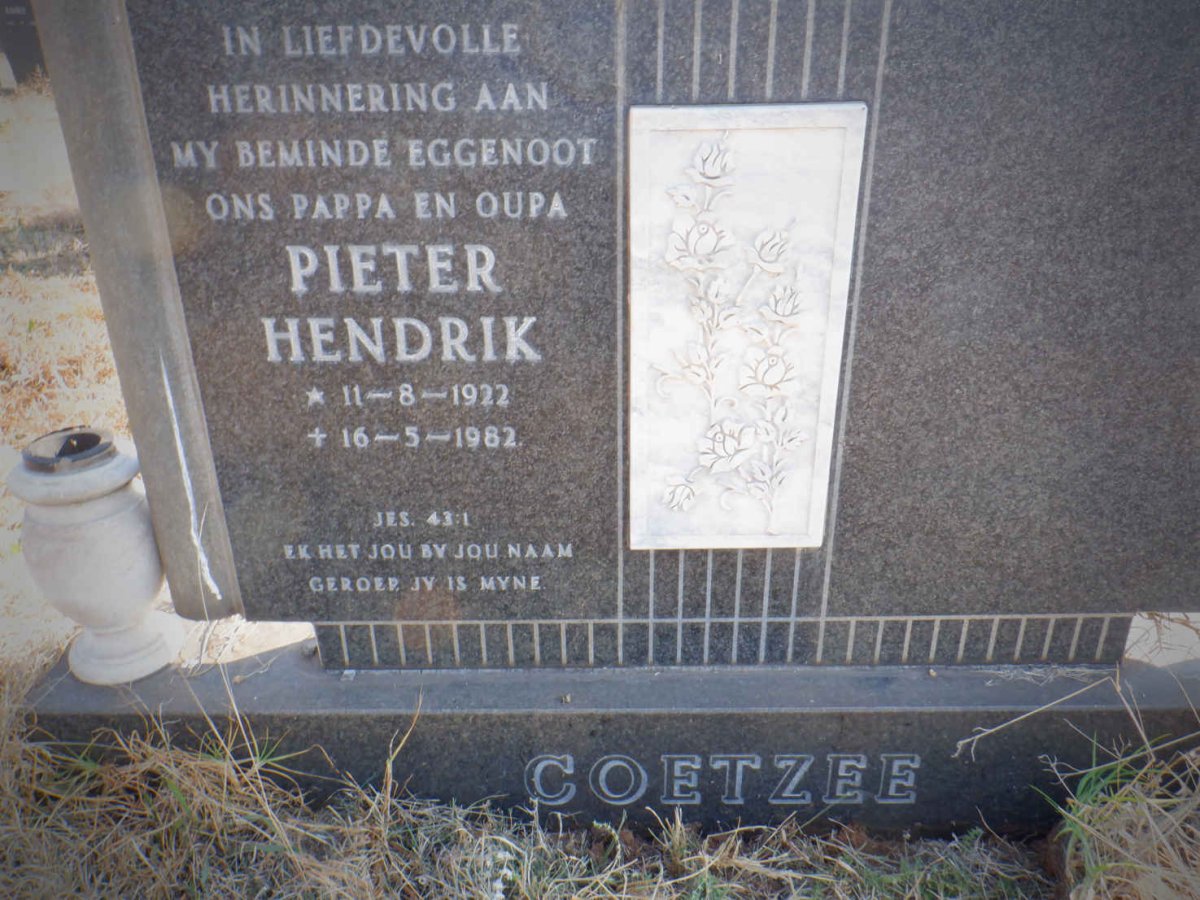 IN LIEFDEVOLLE
HERINNERING AAN
MY BEMINDE EGGENOOT
ONS PAPPA EN OUPA
PIETER
HENDRIK
★ 11-8-1922
+ 16-5-1982.
JES. 43:1
EK HET JOU BY JOU NAAM
GEROEP, JY IS MYNE.
COETZEE